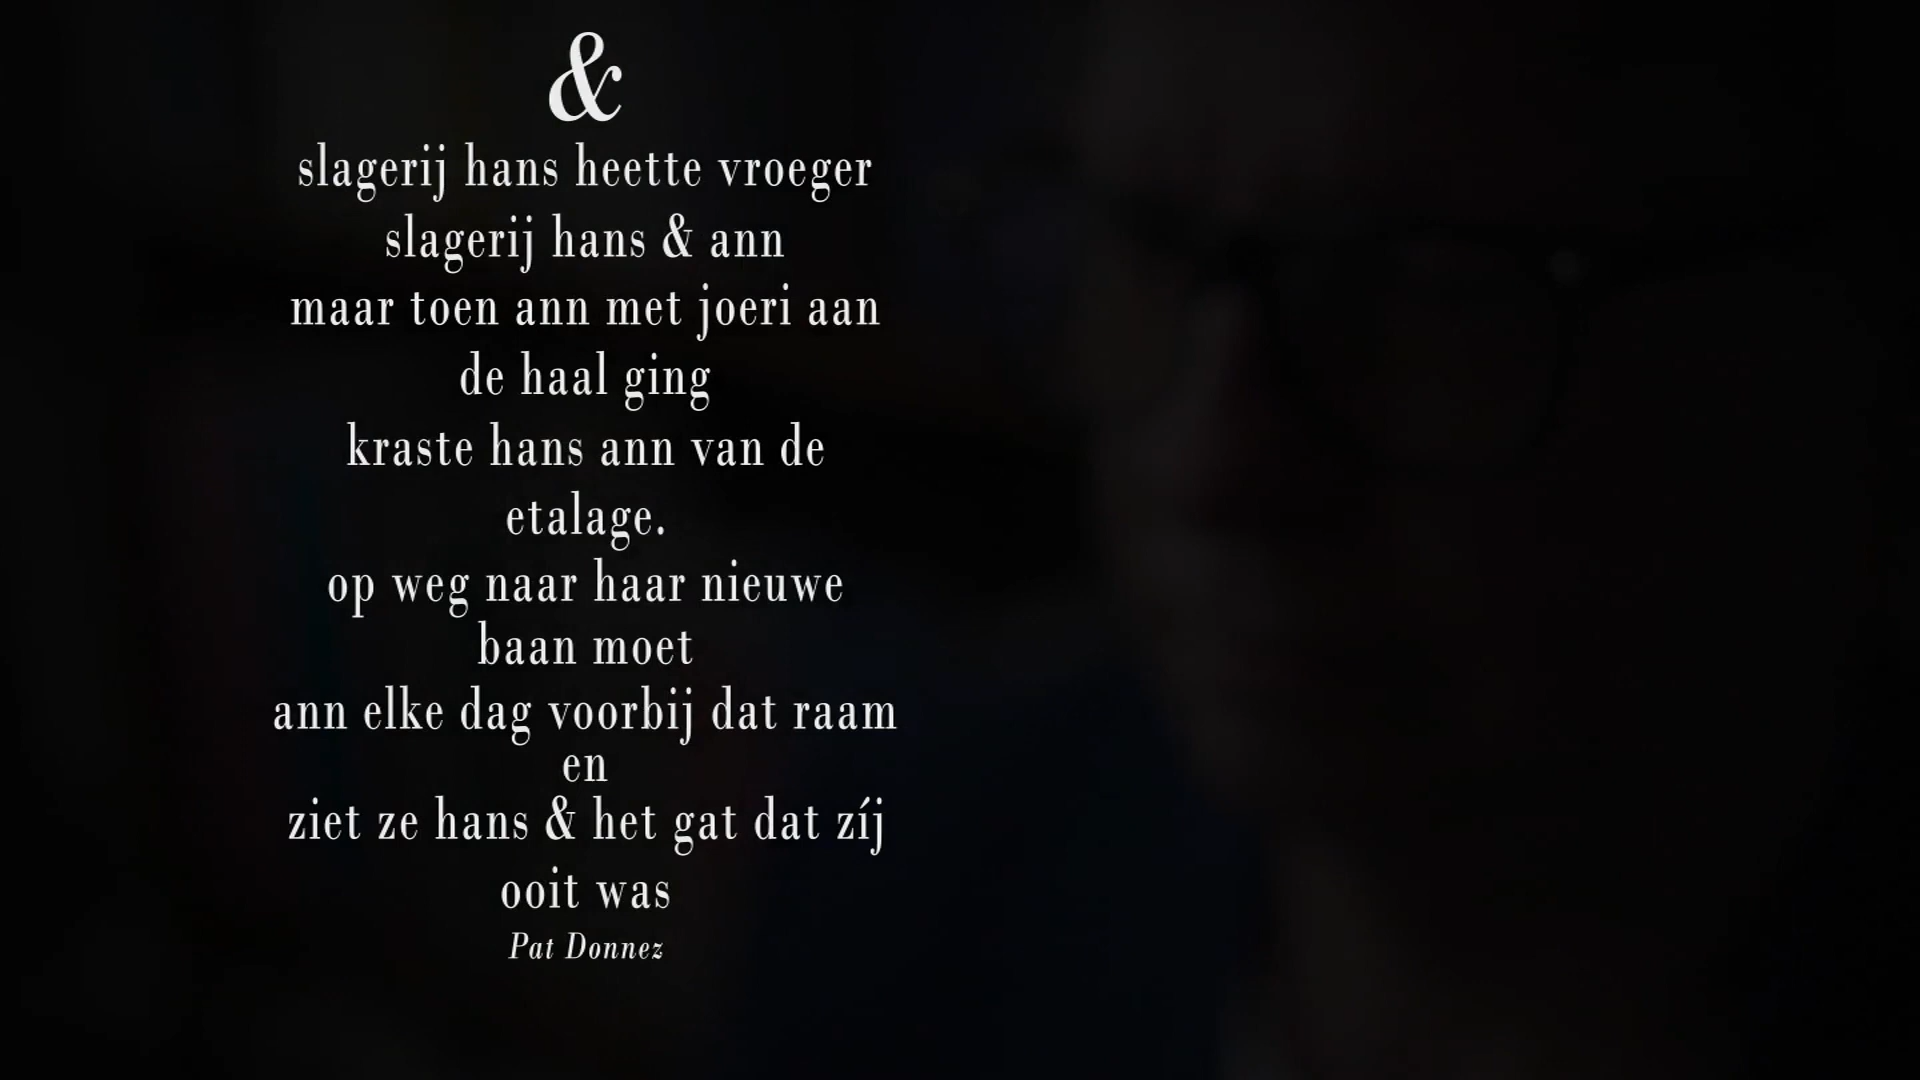 &
slagerij hans heette vroeger
slagerij hans & ann
maar toen ann met joeri aan
de haal ging
kraste hans ann van de
etalage.
op weg naar haar nieuwe
baan moet
ann elke dag voorbij dat raam
en
ziet ze hans & het gat dat zíj
ooit was
Pat Donnez